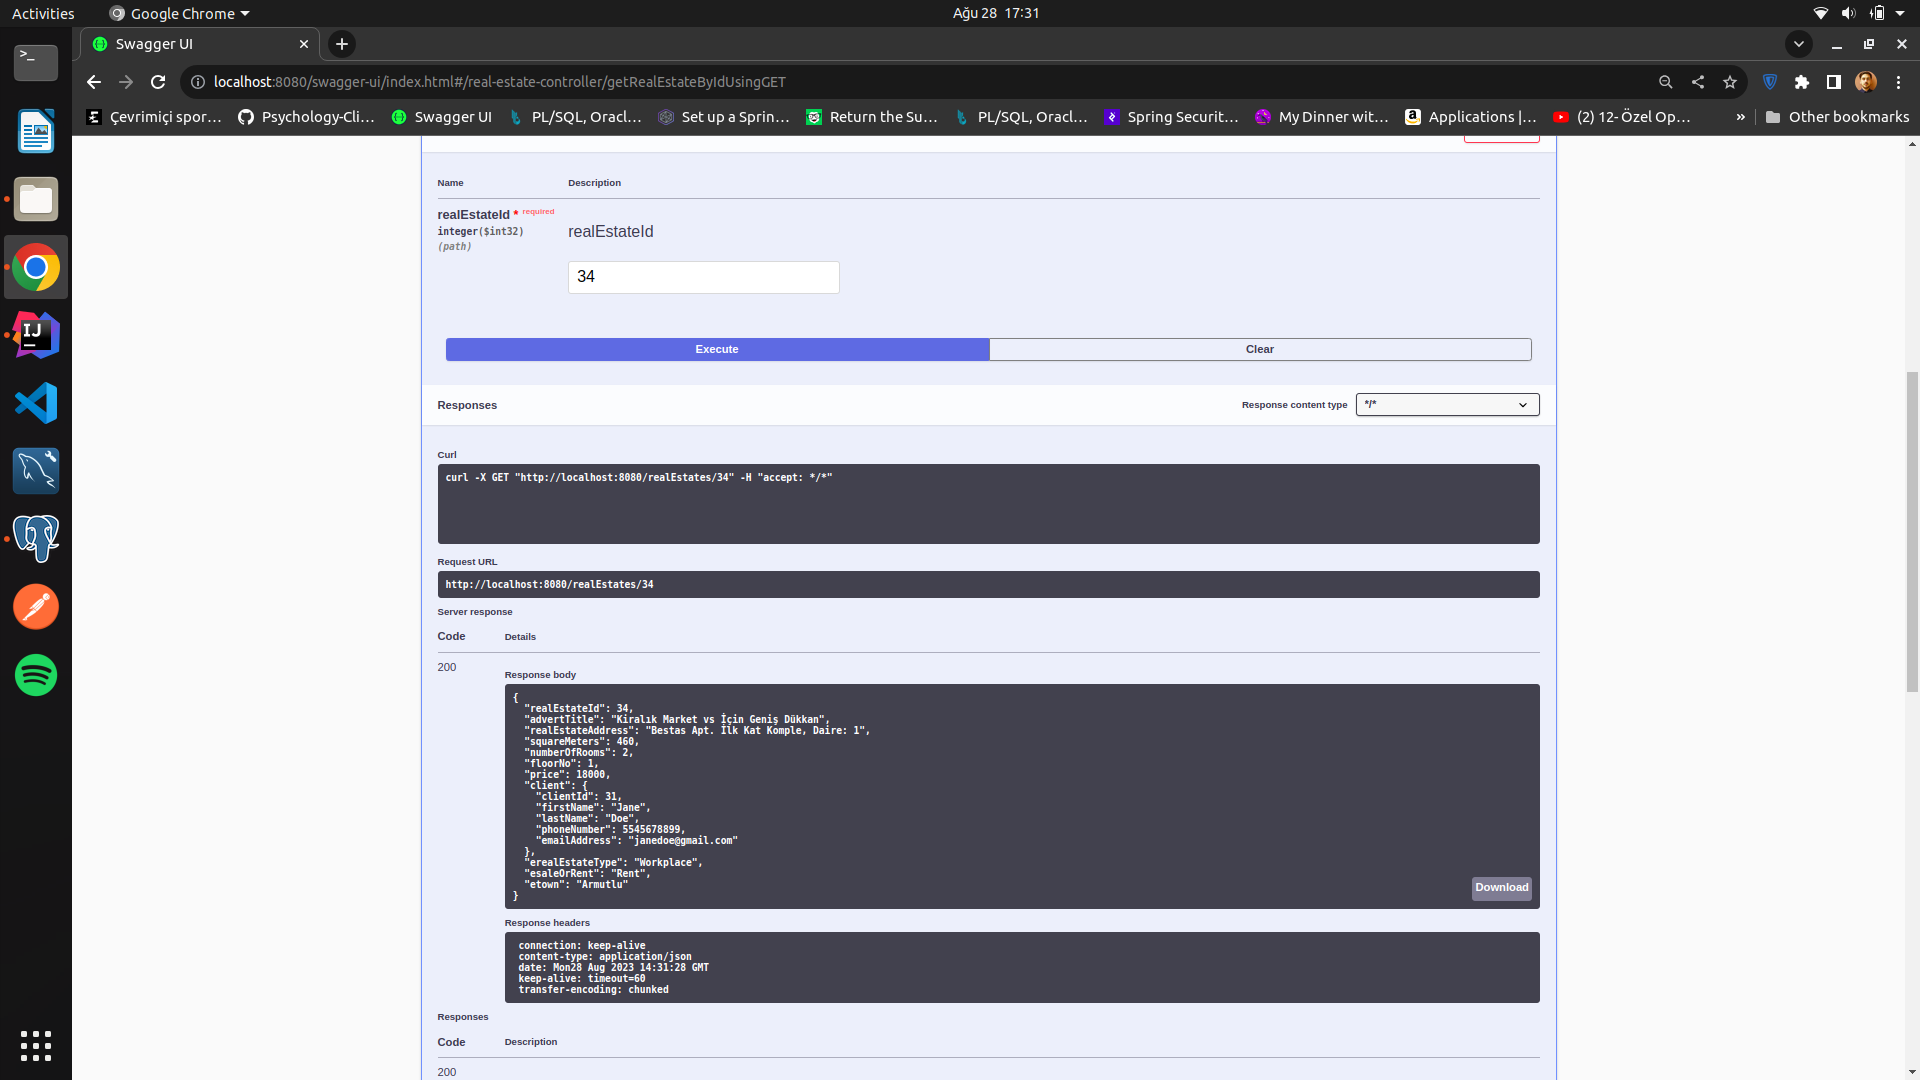 Activities
Google Chrome
Ağu 28 17:31
Swagger UI
localhost:8080/swagger-ui/index.html#/real-estate-controller/getRealEstateByIdUsingGET
Çevrimiçi spor…
Psychology-Cli…
Swagger UI
PL/SQL, Oracl…
Set up a Sprin…
Return the Su…
PL/SQL, Oracl…
Spring Securit…
My Dinner wit…
Applications |…
(2) 12- Özel Op…
»
Other bookmarks
Name Description
realEstateId * required
integer($int32)
(path)
realEstateId
34
Execute
Clear
Responses
Response content type
*/*
Curl
curl -X GET "http://localhost:8080/realEstates/34" -H "accept: */*"
Request URL
http://localhost:8080/realEstates/34
Server response
Code Details
200
Response body
{
"realEstateId": 34,
"advertTitle": "Kiralık Market vs İçin Geniş Dükkan",
"realEstateAddress": "Bestas Apt. İlk Kat Komple, Daire: 1",
"squareMeters": 460,
"numberOfRooms": 2,
"floorNo": 1,
"price": 18000,
"client": {
"clientId": 31,
"firstName": "Jane",
"lastName": "Doe",
"phoneNumber": 5545678899,
"emailAddress": "janedoe@gmail.com"
},
"erealEstateType": "Workplace",
"esaleOrRent": "Rent",
"etown": "Armutlu"
}
Download
Response headers
connection: keep-alive
content-type: application/json
date: Mon28 Aug 2023 14:31:28 GMT
keep-alive: timeout=60
transfer-encoding: chunked
Responses
Code Description
200